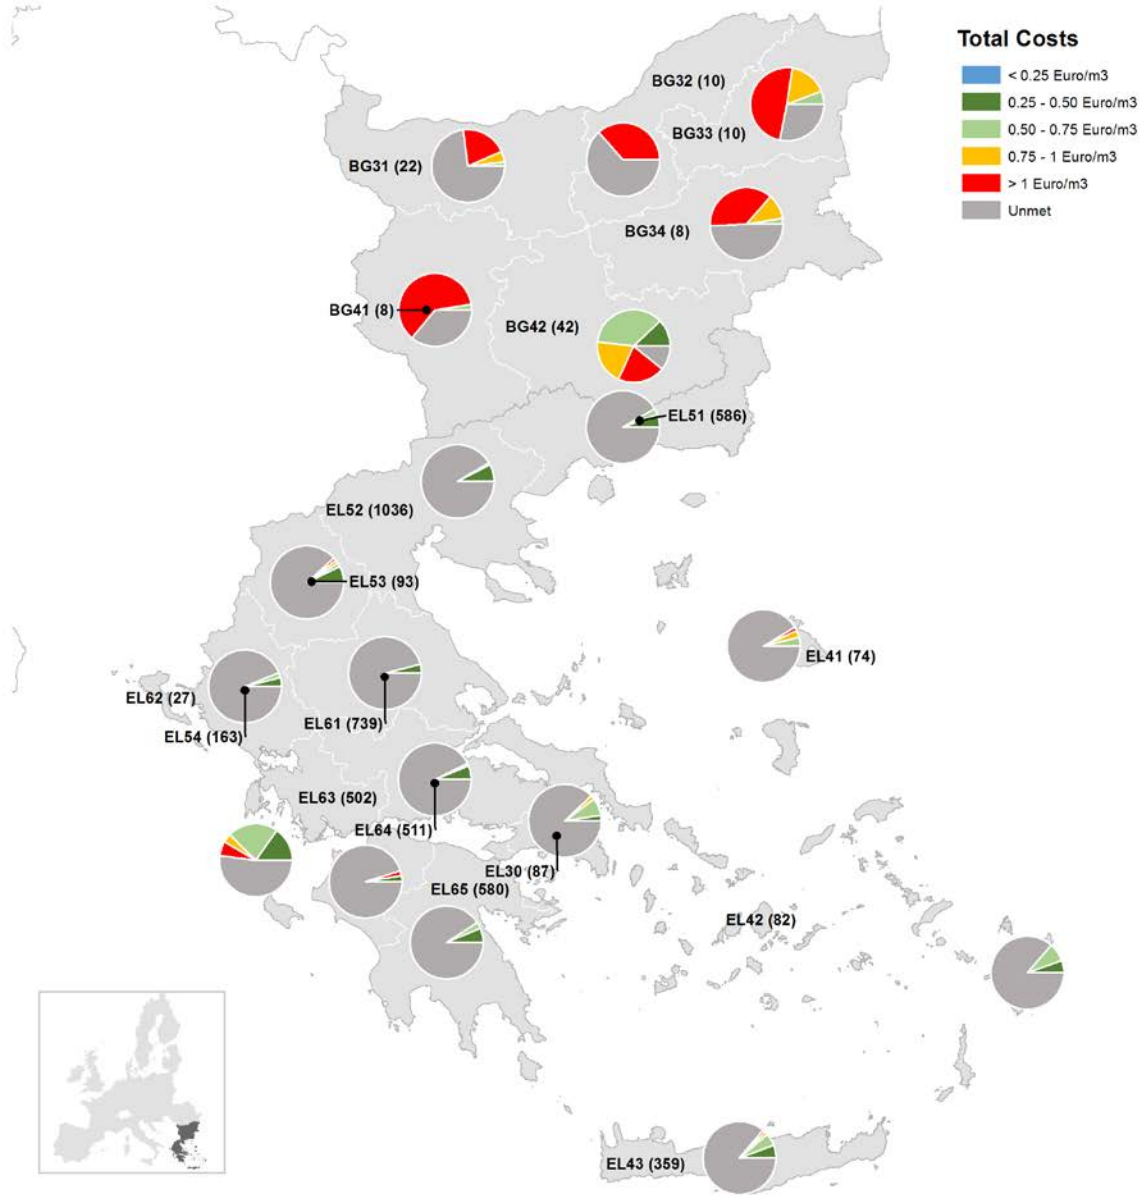 Total Costs
< 0.25 Euro/m3
0.25 - 0.50 Euro/m3
0.50 - 0.75 Euro/m3
0.75 - 1 Euro/m3
> 1 Euro/m3
Unmet
BG32 (10)
BG33 (10)
BG31 (22)
BG34 (8)
BG41 (8)
BG42 (42)
EL51 (586)
EL52 (1036)
EL53 (93)
EL41 (74)
EL62 (27)
EL61 (739)
EL54 (163)
EL63 (502)
EL64 (511)
EL30 (87)
EL65 (580)
EL42 (82)
EL43 (359)